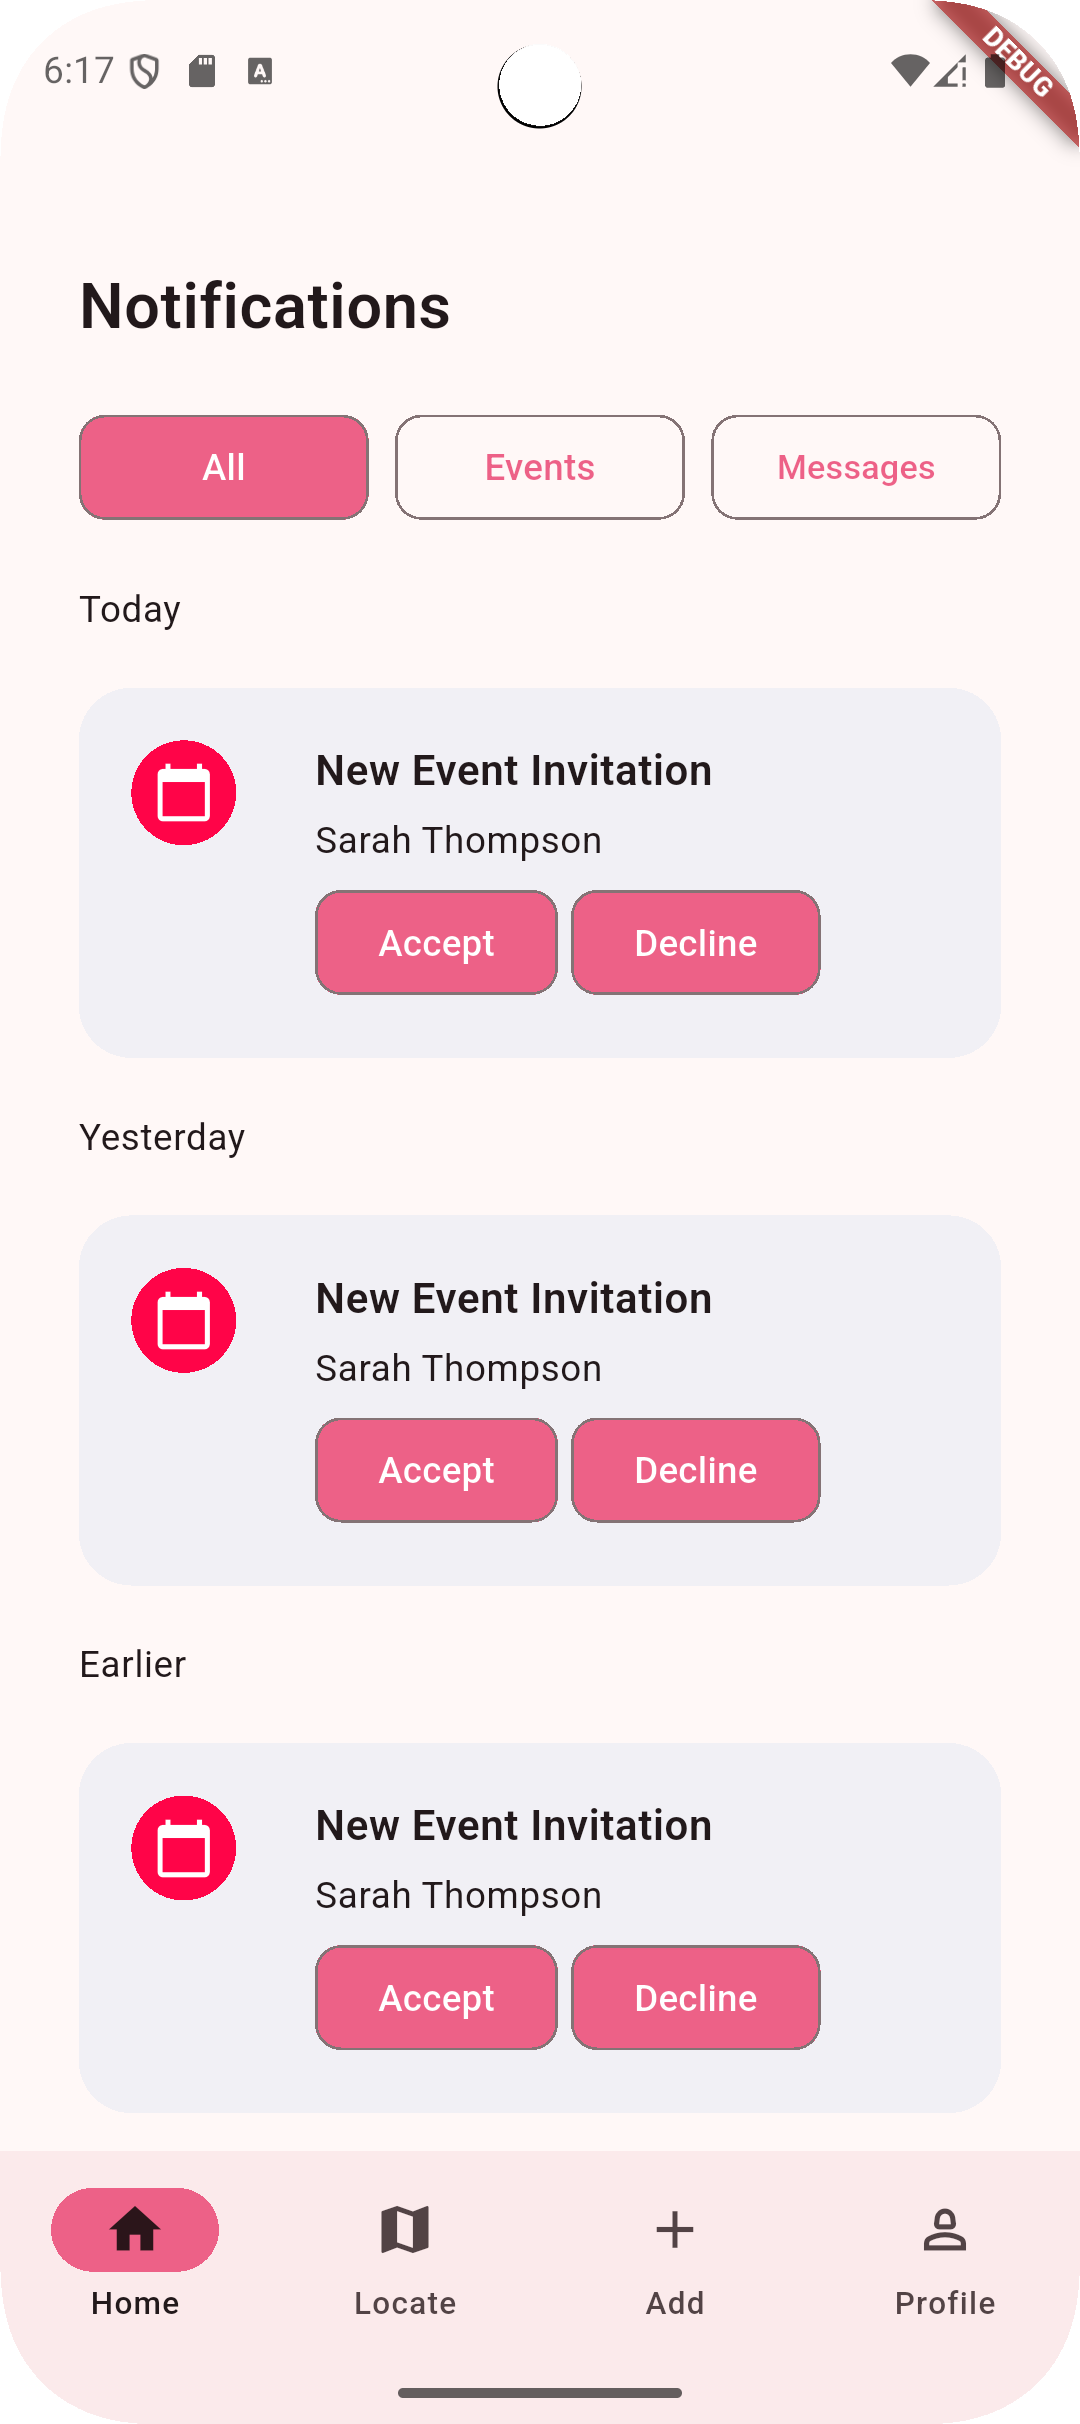 6:17
DEBUG
Notifications
All Events Messages
Today
New Event Invitation
Sarah Thompson
Accept Decline
Yesterday
New Event Invitation
Sarah Thompson
Accept Decline
Earlier
New Event Invitation
Sarah Thompson
Accept Decline
Home Locate Add Profile